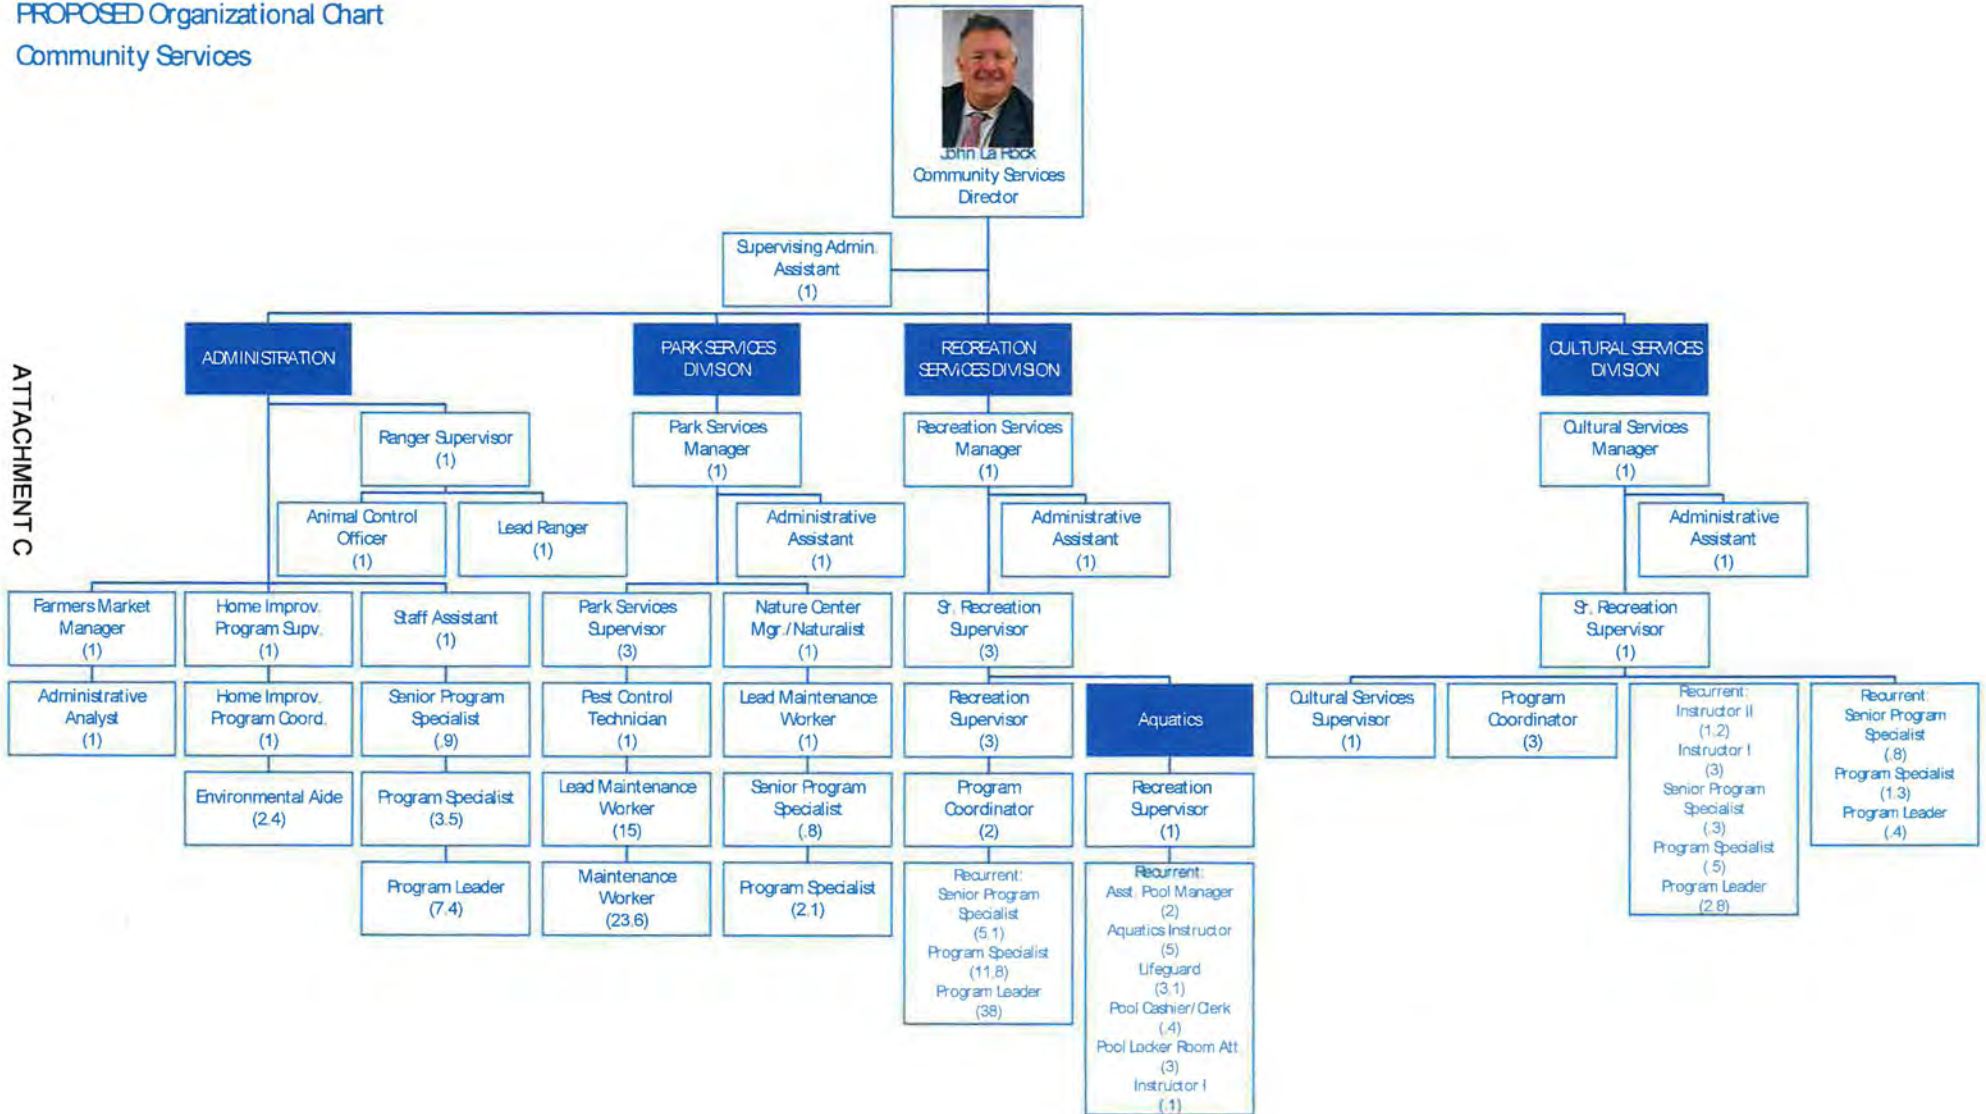 PROPOSED Organizational Chart
Community Services
John La Rock
Community Services
Director
Supervising Admin.
Assistant
(1)
ATTACHMENT C
ADMINISTRATION
Ranger Supervisor
(1)
Animal Control
Officer
(1)
Lead Ranger
(1)
Farmers Market
Manager
(1)
Administrative
Analyst
(1)
Home Improv.
Program Supv.
(1)
Home Improv.
Program Coord.
(1)
Environmental Aide
(2.4)
Staff Assistant
(1)
Senior Program
Specialist
(.9)
Program Specialist
(3.5)
Program Leader
(7.4)
PARK SERVICES
DIVISION
Park Services
Manager
(1)
Administrative
Assistant
(1)
Park Services
Supervisor
(3)
Pest Control
Technician
(1)
Lead Maintenance
Worker
(15)
Maintenance
Worker
(23.6)
Nature Center
Mgr./Naturalist
(1)
Lead Maintenance
Worker
(1)
Senior Program
Specialist
(.8)
Program Specialist
(2.1)
RECREATION
SERVICES DIVISION
Recreation Services
Manager
(1)
Administrative
Assistant
(1)
Sr. Recreation
Supervisor
(3)
Recreation
Supervisor
(3)
Program
Coordinator
(2)
Recurrent:
Senior Program
Specialist
(5.1)
Program Specialist
(11.8)
Program Leader
(38)
Aquatics
Recreation
Supervisor
(1)
Recurrent:
Asst. Pool Manager
(2)
Aquatics Instructor
(5)
Lifeguard
(3.1)
Pool Cashier/Clerk
(.4)
Pool Locker Room Att.
(3)
Instructor I
(.1)
CULTURAL SERVICES
DIVISION
Cultural Services
Manager
(1)
Administrative
Assistant
(1)
Sr. Recreation
Supervisor
(1)
Cultural Services
Supervisor
(1)
Program
Coordinator
(3)
Recurrent:
Instructor II
(1.2)
Instructor I
(3)
Senior Program
Specialist
(.3)
Program Specialist
(.5)
Program Leader
(2.8)
Recurrent:
Senior Program
Specialist
(.8)
Program Specialist
(1.3)
Program Leader
(.4)